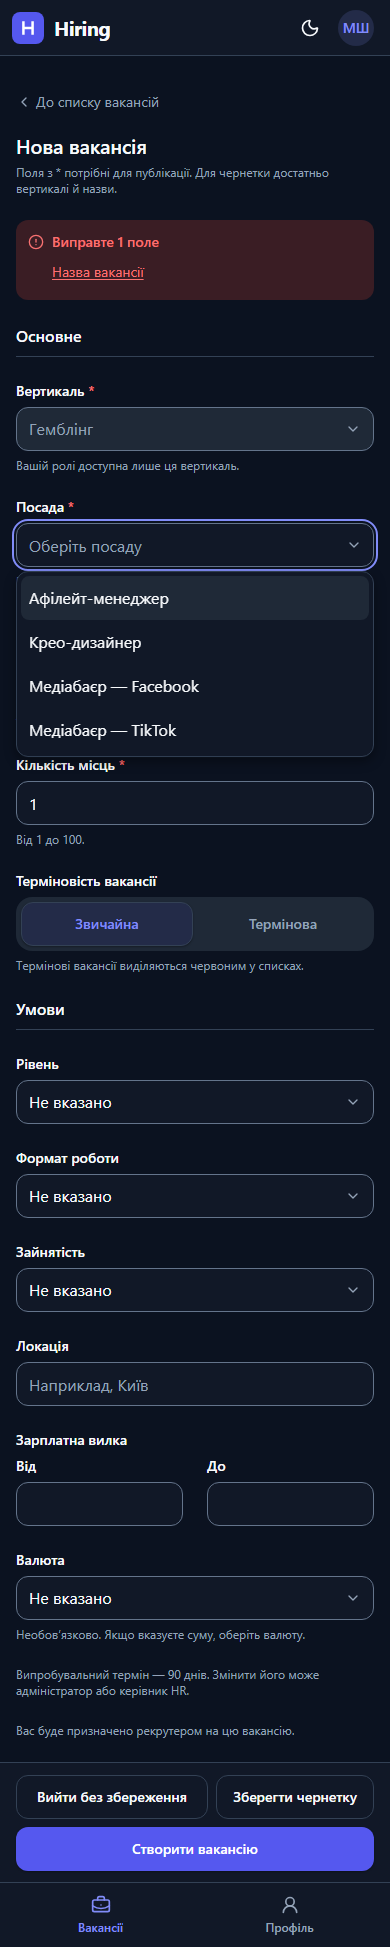 H Hiring МШ
До списку вакансій
Нова вакансія
Поля з * потрібні для публікації. Для чернетки достатньо
вертикалі й назви.
Виправте 1 поле
Назва вакансії
Основне
Вертикаль *
Гемблінг
Вашій ролі доступна лише ця вертикаль.
Посада *
Оберіть посаду
Афілейт-менеджер
Крео-дизайнер
Медіабаєр — Facebook
Медіабаєр — TikTok
Кількість місць *
1
Від 1 до 100.
Терміновість вакансії
Звичайна Термінова
Термінові вакансії виділяються червоним у списках.
Умови
Рівень
Не вказано
Формат роботи
Не вказано
Зайнятість
Не вказано
Локація
Наприклад, Київ
Зарплатна вилка
Від До
Валюта
Не вказано
Необов'язково. Якщо вказуєте суму, оберіть валюту.
Випробувальний термін — 90 днів. Змінити його може
адміністратор або керівник HR.
Вас буде призначено рекрутером на цю вакансію.
Вийти без збереження Зберегти чернетку
Створити вакансію
Вакансії Профіль